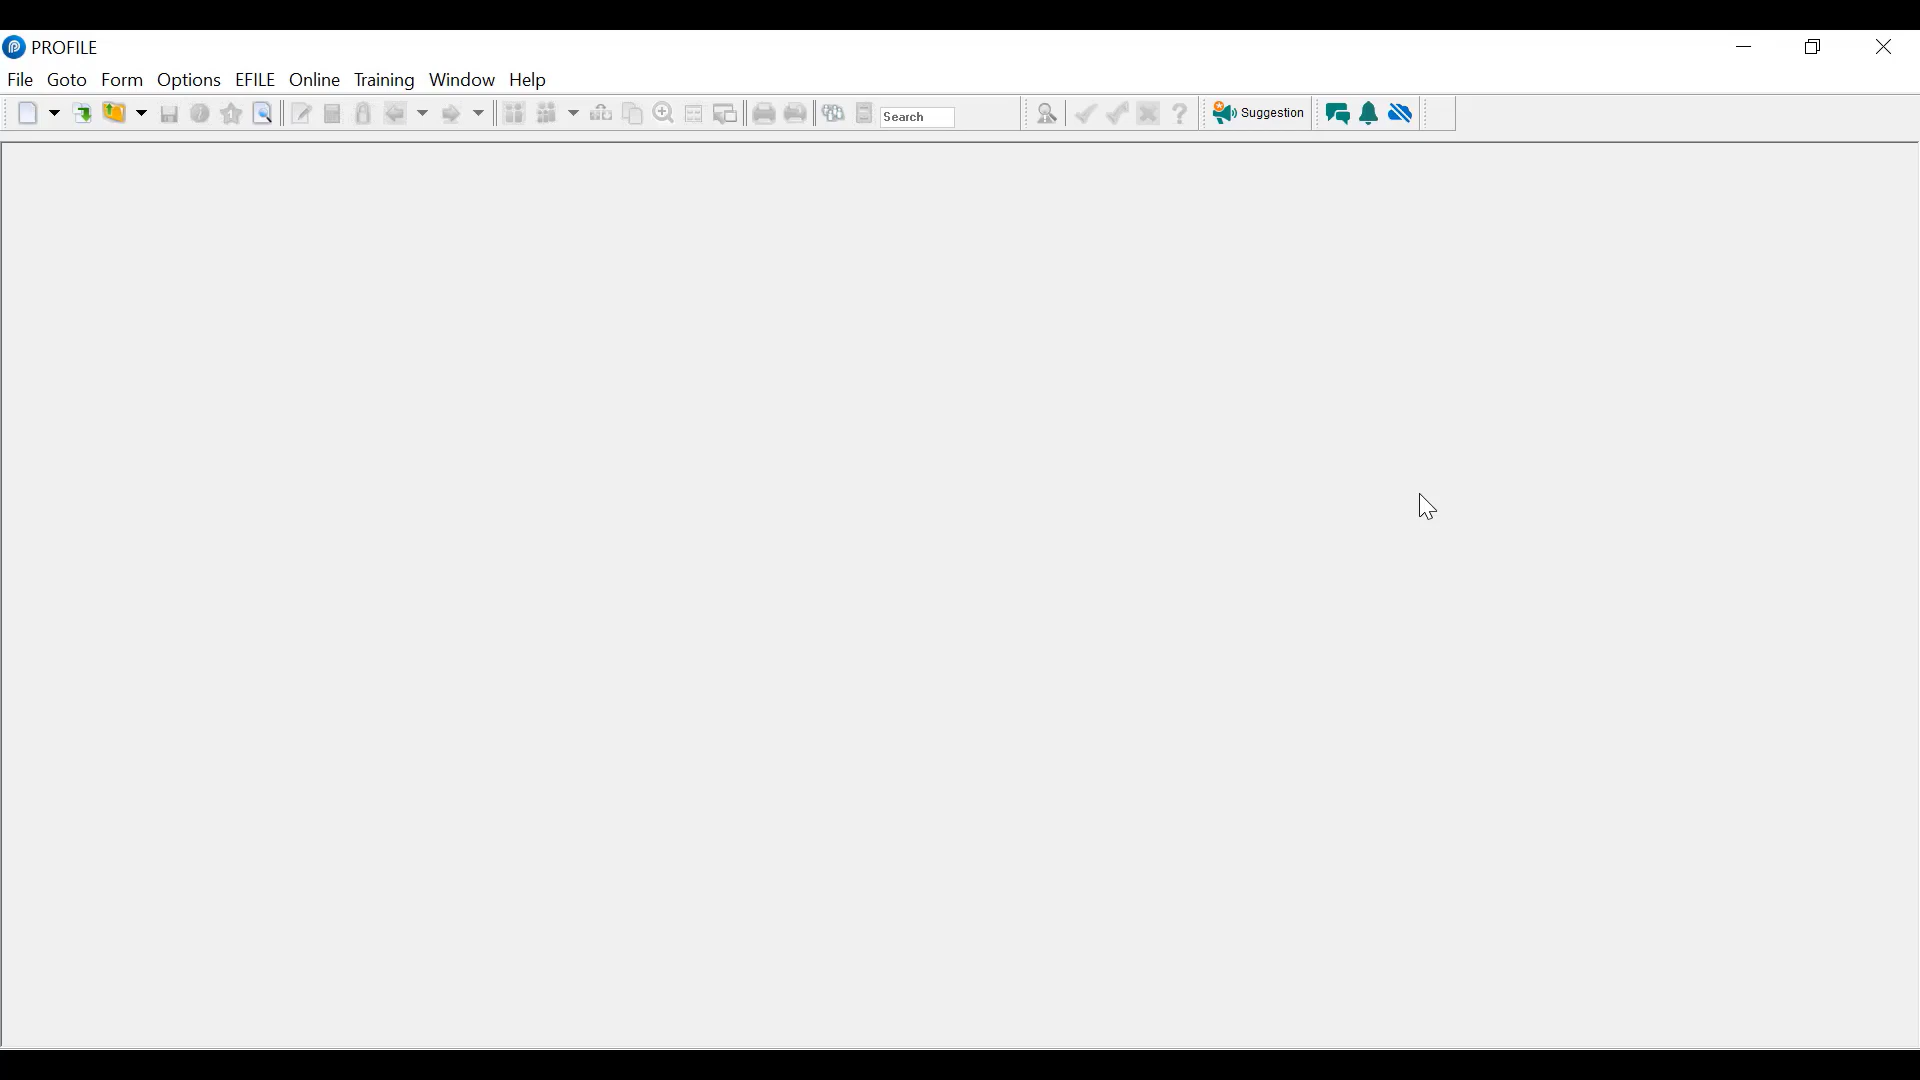 PROFILE
File Goto Form Options EFILE Online Training Window Help
Search Suggestion